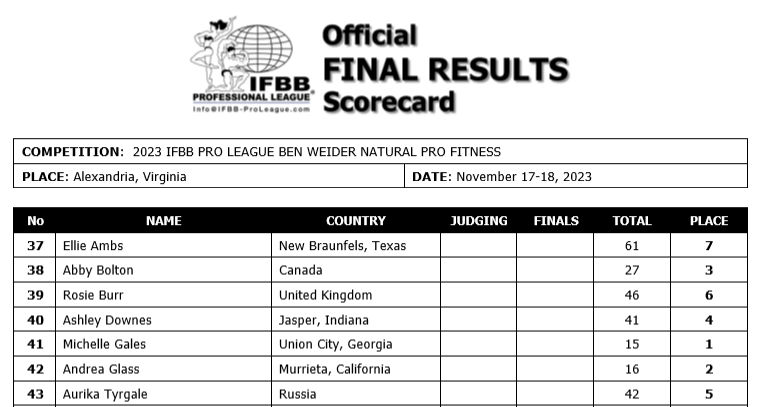 Official
FINAL RESULTS
Scorecard
IFBB
PROFESSIONAL LEAGUE®
Info@IFBB-ProLeague.com
COMPETITION: 2023 IFBB PRO LEAGUE BEN WEIDER NATURAL PRO FITNESS
PLACE: Alexandria, Virginia DATE: November 17-18, 2023
No NAME COUNTRY JUDGING FINALS TOTAL PLACE
37 Ellie Ambs New Braunfels, Texas 61 7
38 Abby Bolton Canada 27 3
39 Rosie Burr United Kingdom 46 6
40 Ashley Downes Jasper, Indiana 41 4
41 Michelle Gales Union City, Georgia 15 1
42 Andrea Glass Murrieta, California 16 2
43 Aurika Tyrgale Russia 42 5